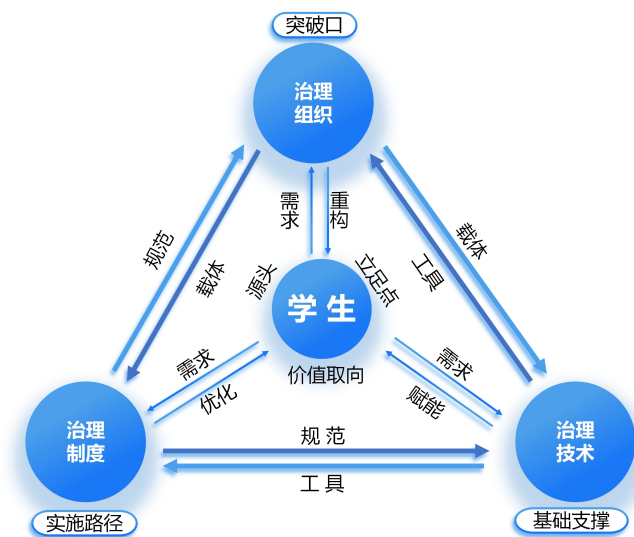 突破口
治理
组织
需求
重构
规范
载体
载体
工具
源头
立足点
学生
价值取向
需求
优化
需求
赋能
治理
制度
规范
工具
治理
技术
实施路径
基础支撑